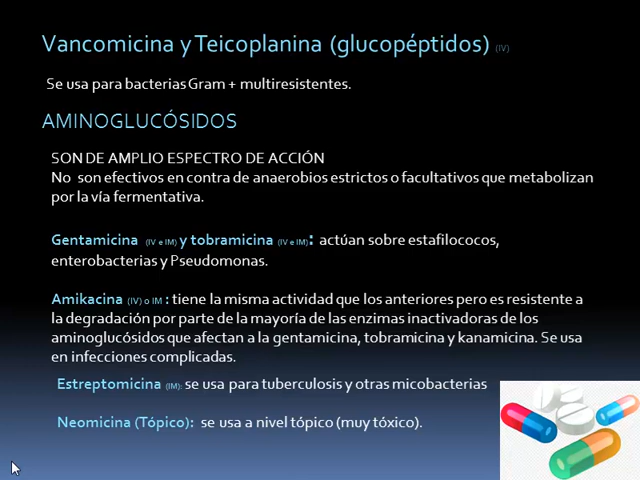 Vancomicina y Teicoplanina (glucopéptidos) (IV)
Se usa para bacterias Gram + multiresistentes.
AMINOGLUCÓSIDOS
SON DE AMPLIO ESPECTRO DE ACCIÓN
No son efectivos en contra de anaerobios estrictos o facultativos que metabolizan
por la vía fermentativa.
Gentamicina (IV e IM) y tobramicina (IV e IM): actúan sobre estafilococos,
enterobacterias y Pseudomonas.
Amikacina (IV) o IM : tiene la misma actividad que los anteriores pero es resistente a
la degradación por parte de la mayoría de las enzimas inactivadoras de los
aminoglucósidos que afectan a la gentamicina, tobramicina y kanamicina. Se usa
en infecciones complicadas.
Estreptomicina (IM): se usa para tuberculosis y otras micobacterias
Neomicina (Tópico): se usa a nivel tópico (muy tóxico).